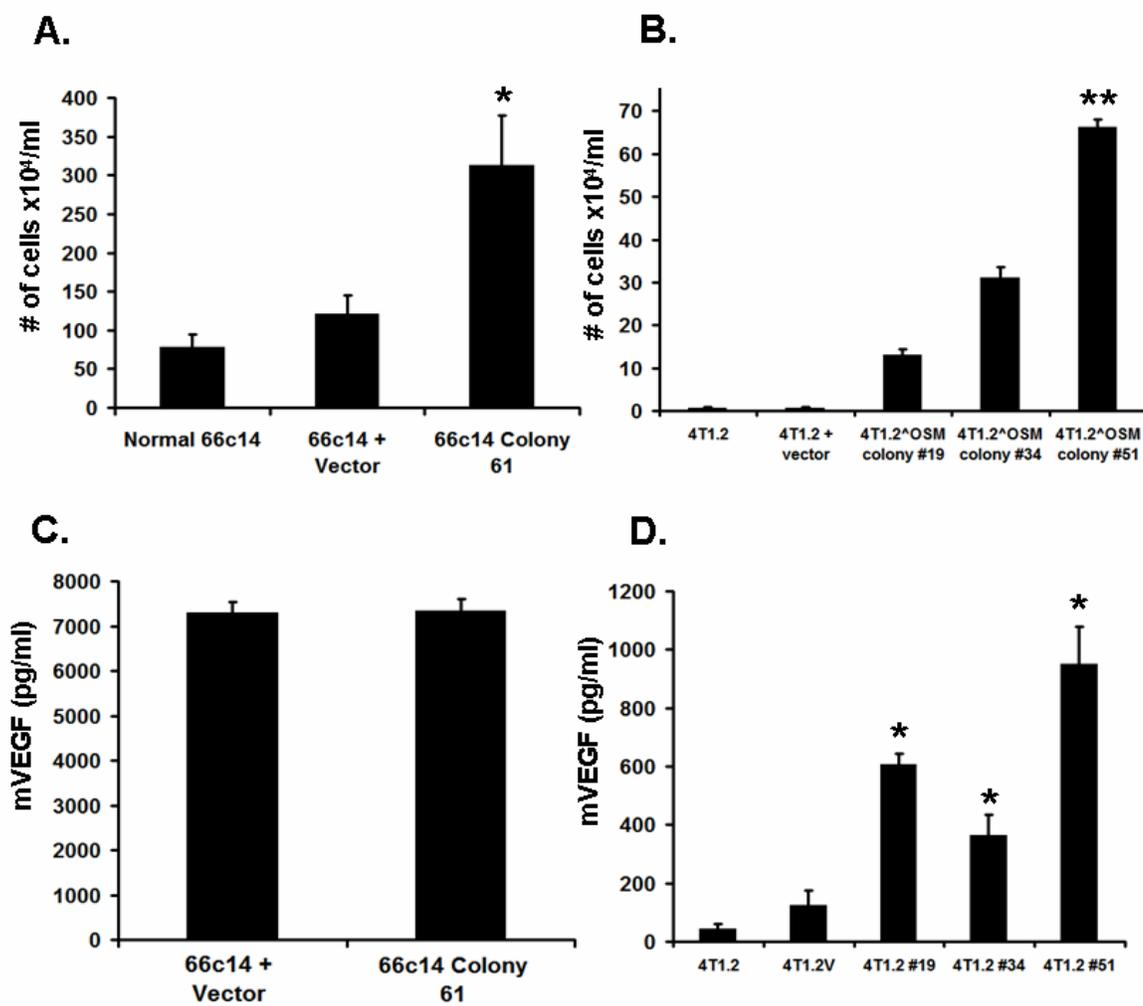 A.
# of cells x10⁴/ml
400
350
300
250
200
150
100
50
0
*
Normal 66c14
66c14 +
Vector
66c14 Colony
61
B.
# of cells x10⁴/ml
70
60
50
40
30
20
10
0
**
4T1.2
4T1.2 +
vector
4T1.2^OSM
colony #19
4T1.2^OSM
colony #34
4T1.2^OSM
colony #51
C.
mVEGF (pg/ml)
8000
7000
6000
5000
4000
3000
2000
1000
0
66c14 +
Vector
66c14 Colony
61
D.
mVEGF (pg/ml)
1200
1000
800
600
400
200
0
*
*
*
4T1.2
4T1.2V
4T1.2 #19
4T1.2 #34
4T1.2 #51